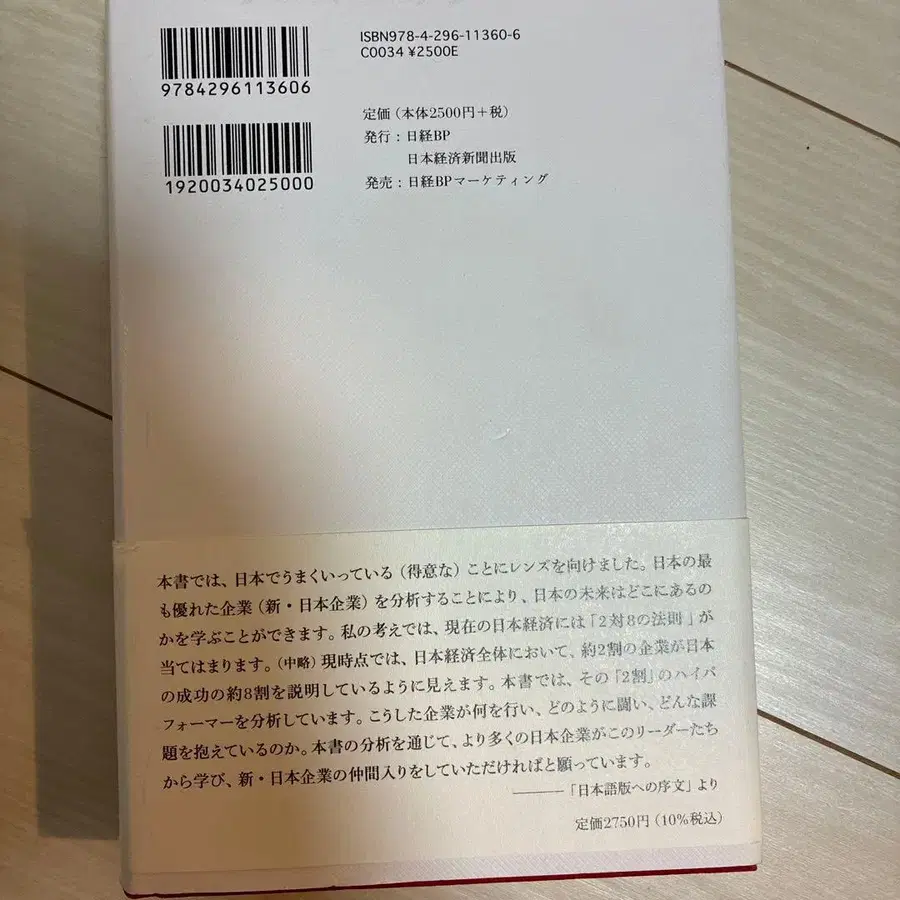 ISBN978-4-296-11360-6
C0034 ¥2500E
9784296113606
定価(本体2500円+税)
発行:日経BP
日本経済新聞出版
発売:日経BPマーケティング
1920034025000
本書では、日本でうまくいっている(得意な)ことにレンズを向けました。日本の最
も優れた企業(新・日本企業)を分析することにより、日本の未来はどこにあるの
かを学ぶことができます。私の考えでは、現在の日本経済には「2対8の法則」が
当てはまります。(中略)現時点では、日本経済全体において、約2割の企業が日本
の成功の約8割を説明しているように見えます。本書では、その「2割」のハイパ
フォーマーを分析しています。こうした企業が何を行い、どのように闘い、どんな課
題を抱えているのか。本書の分析を通じて、より多くの日本企業がこのリーダーたち
から学び、新・日本企業の仲間入りをしていただければと願っています。
———「日本語版への序文」より
定価2750円(10%税込)